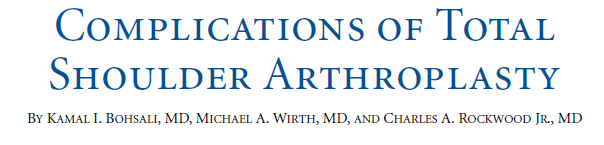 COMPLICATIONS OF TOTAL
SHOULDER ARTHROPLASTY
BY KAMAL I. BOHSALI, MD, MICHAEL A. WIRTH, MD, AND CHARLES A. ROCKWOOD JR., MD